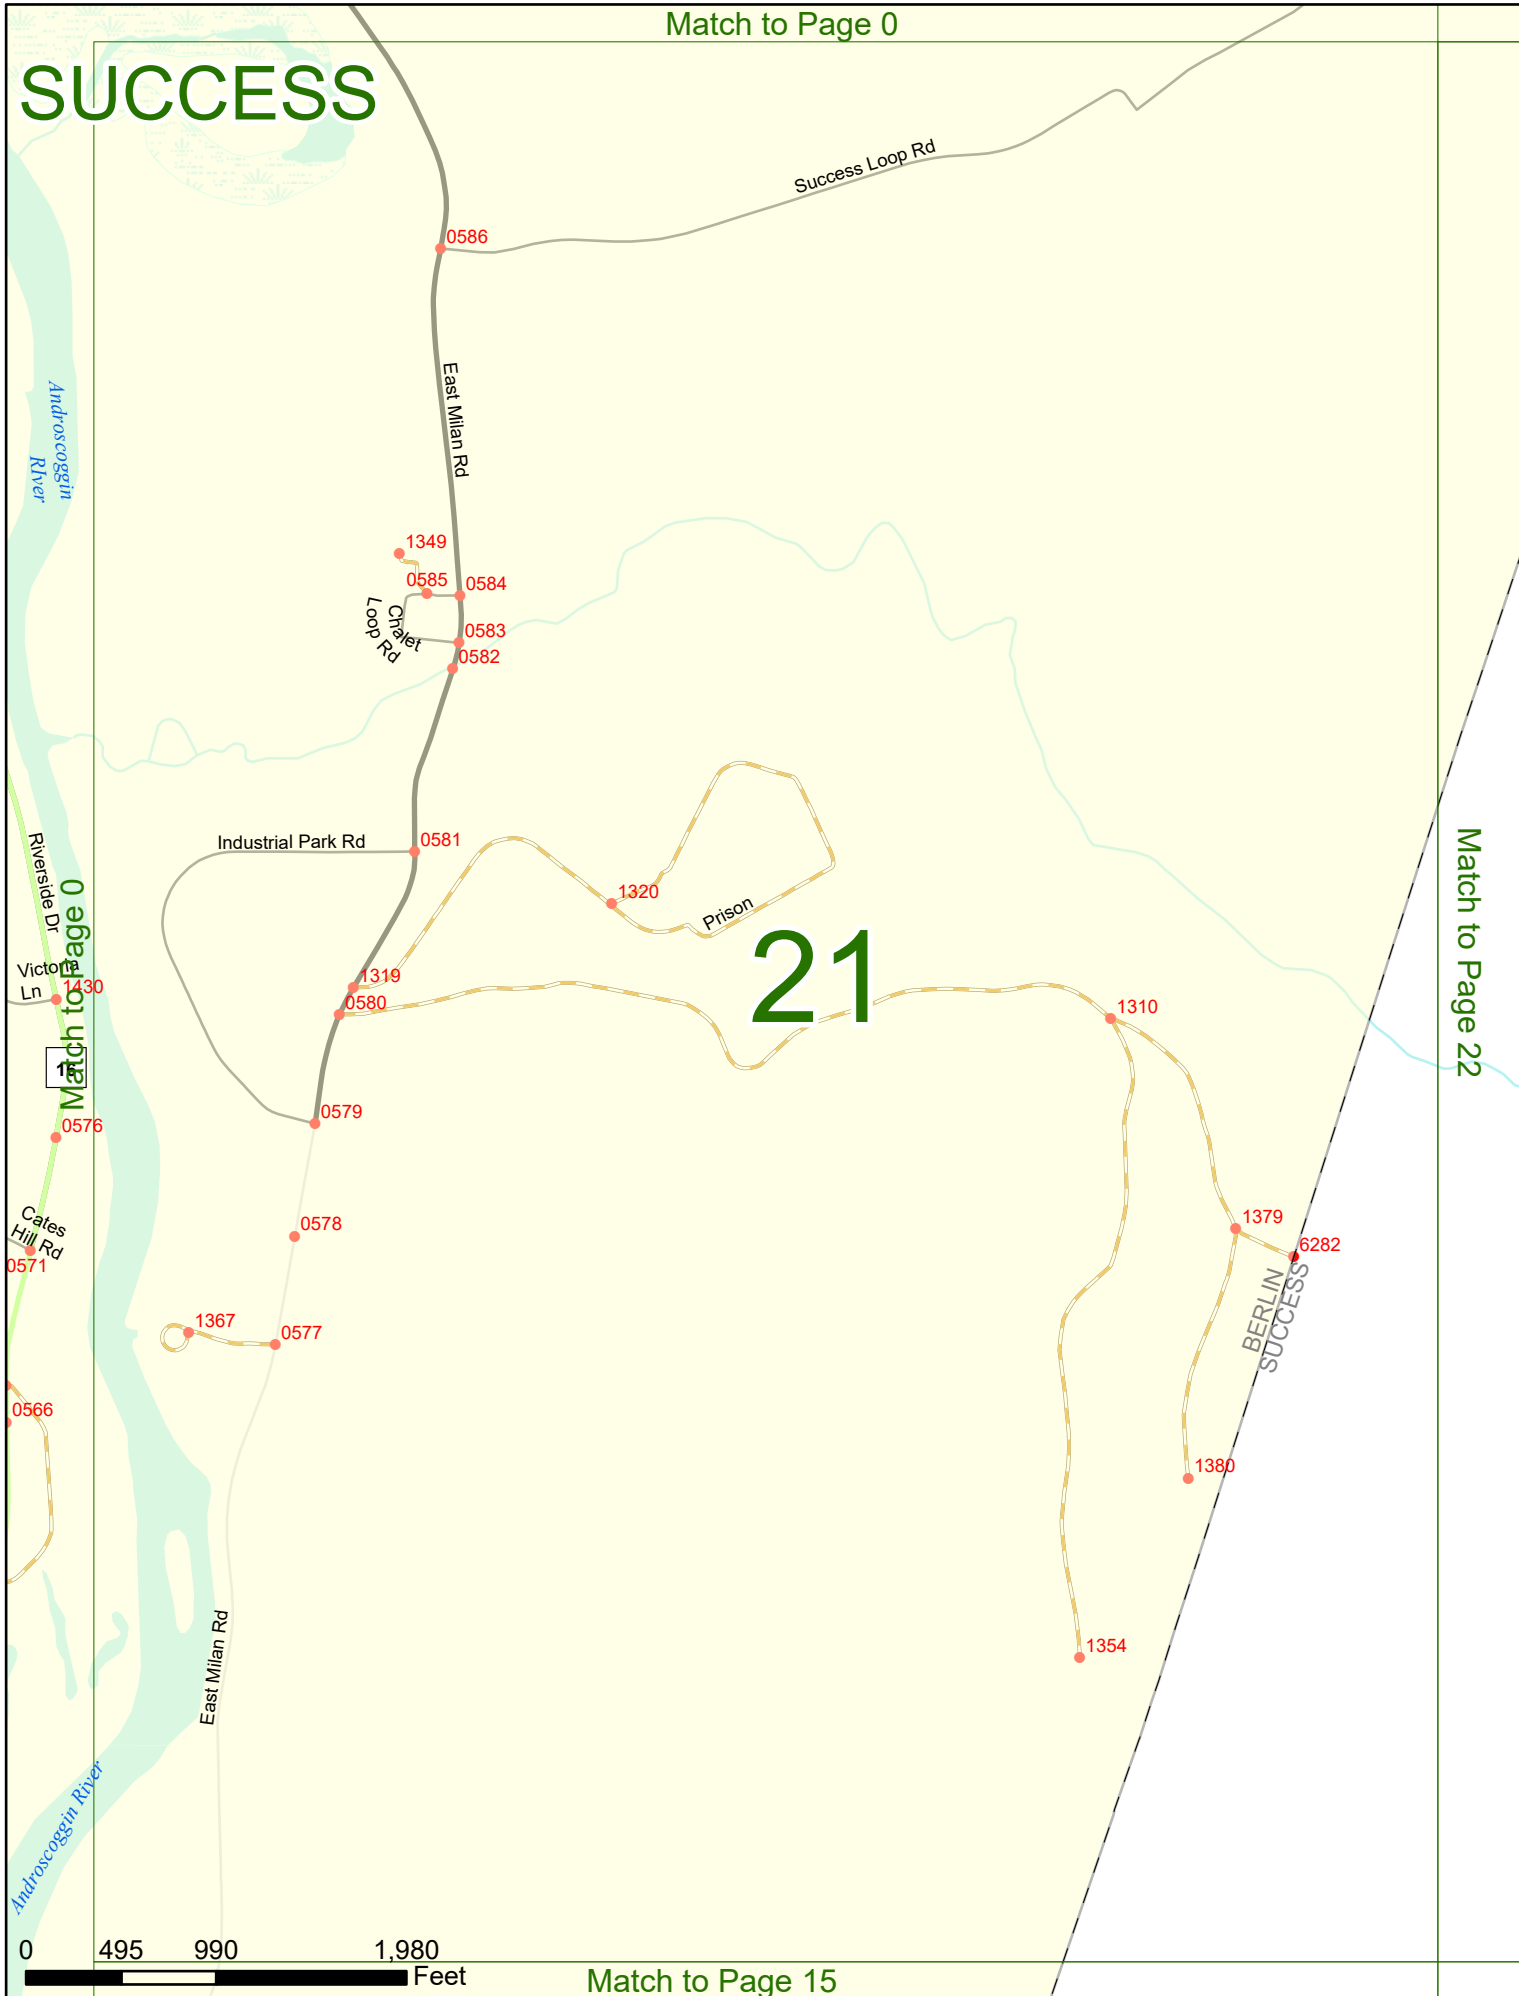 Match to Page 0
SUCCESS
Success Loop Rd
0586
Androscoggin
RIver
East Milan Rd
1349
0585
0584
Chalet
Loop Rd
0583
0582
Industrial Park Rd
0581
Riverside Dr
Match to Page 0
1320
Prison
21
Match to Page 22
Victoria
Ln
1430
1319
0580
1310
16
0579
0576
Cates
Hill Rd
0571
0578
1379
6282
BERLIN
SUCCESS
1367
0577
0566
1380
1354
East Milan Rd
Androscoggin River
0
495
990
1,980
Feet
Match to Page 15